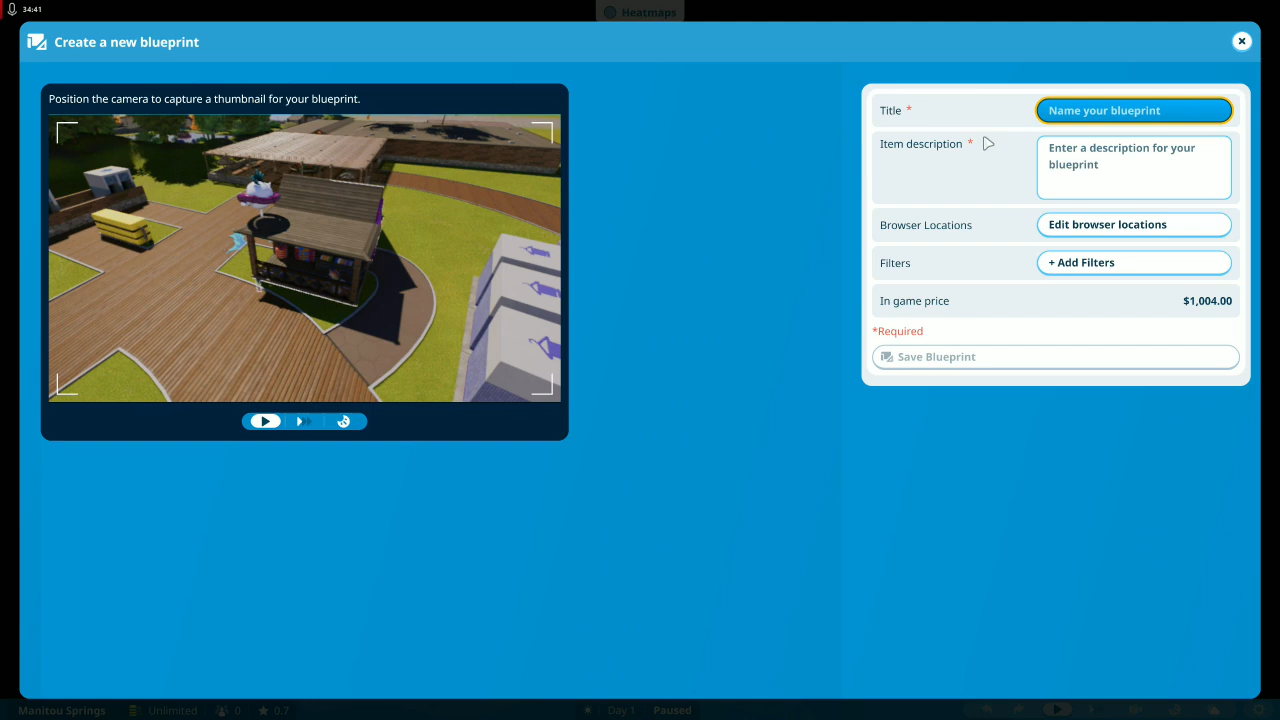 34:41
Heatmaps
Create a new blueprint
Position the camera to capture a thumbnail for your blueprint.
Title *
Name your blueprint
Item description *
Enter a description for your
blueprint
Browser Locations
Edit browser locations
Filters
+ Add Filters
In game price
$1,004.00
*Required
Save Blueprint
Manitou Springs
Unlimited
0
0.7
Day 1
Paused